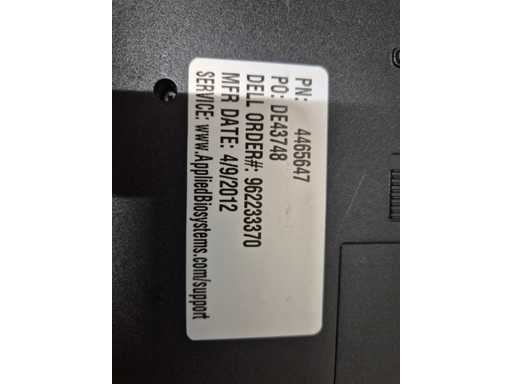 PN: 4465647
PO: DE43748
DELL ORDER#: 962233370
MFR DATE: 4/9/2012
SERVICE: www.AppliedBiosystems.com/support